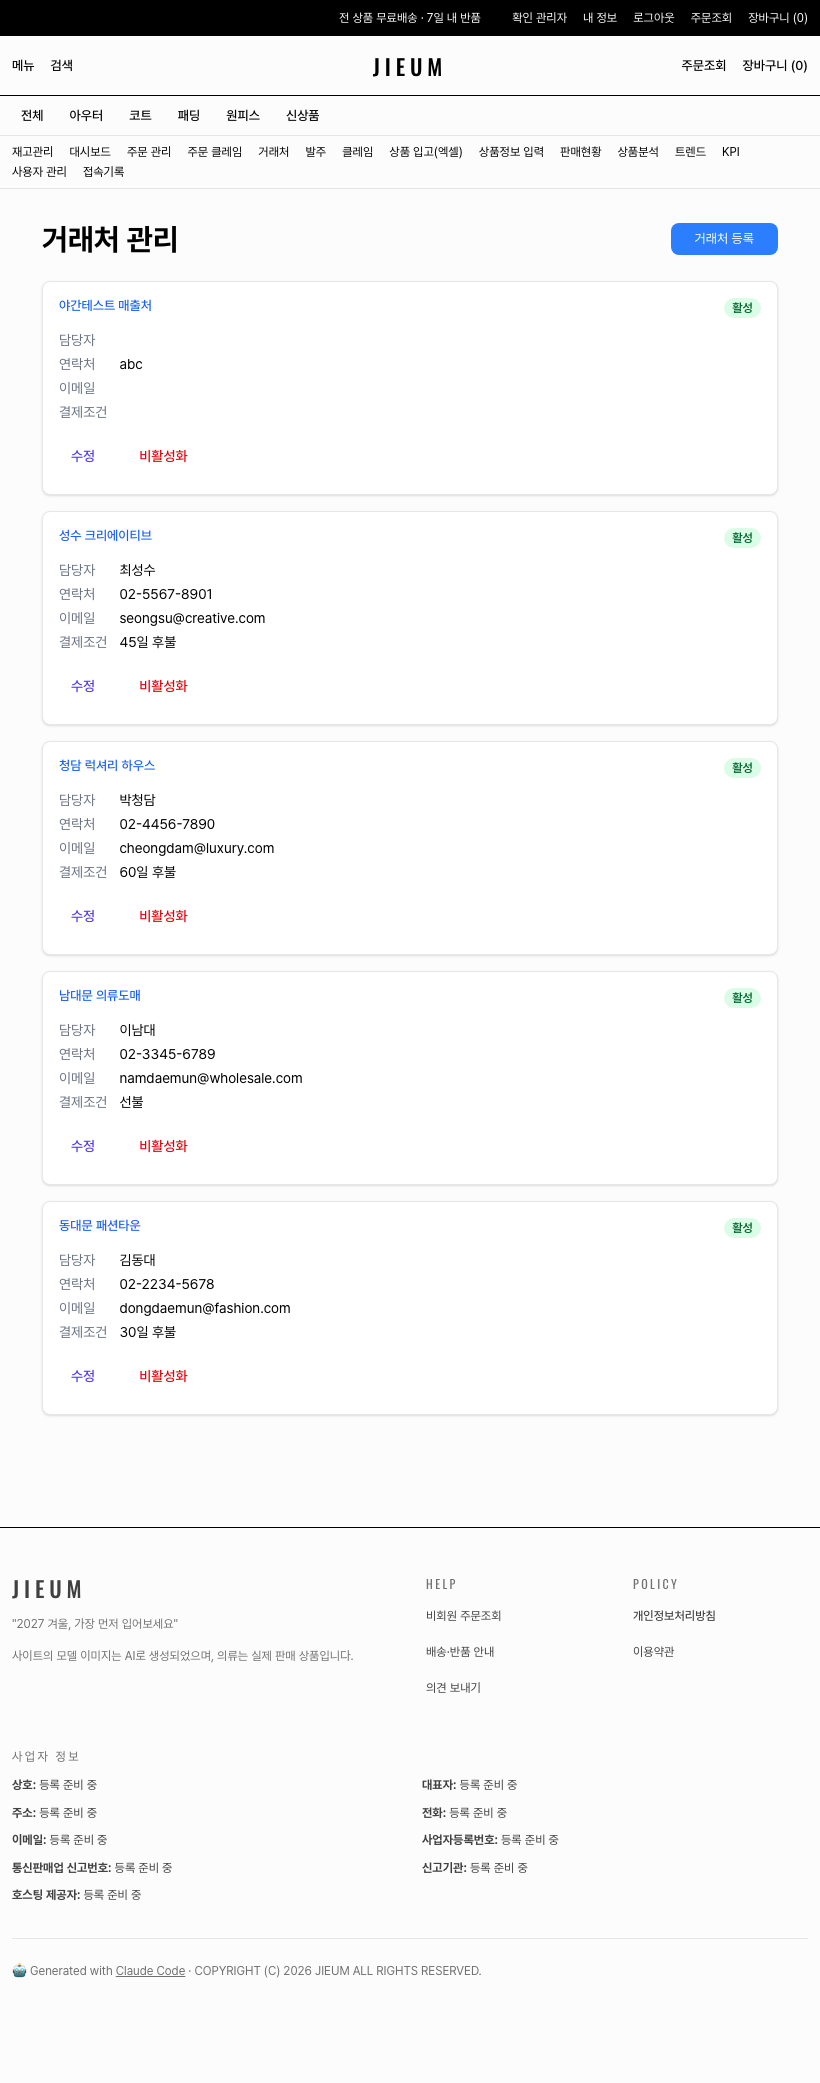 전 상품 무료배송 · 7일 내 반품 확인 관리자 내 정보 로그아웃 주문조회 장바구니 (0)
메뉴 검색 JIEUM 주문조회 장바구니 (0)
전체 아우터 코트 패딩 원피스 신상품
재고관리 대시보드 주문 관리 주문 클레임 거래처 발주 클레임 상품 입고(엑셀) 상품정보 입력 판매현황 상품분석 트렌드 KPI
사용자 관리 접속기록
거래처 관리 거래처 등록
야간테스트 매출처 활성
담당자
연락처 abc
이메일
결제조건
수정 비활성화
성수 크리에이티브 활성
담당자 최성수
연락처 02-5567-8901
이메일 seongsu@creative.com
결제조건 45일 후불
수정 비활성화
청담 럭셔리 하우스 활성
담당자 박청담
연락처 02-4456-7890
이메일 cheongdam@luxury.com
결제조건 60일 후불
수정 비활성화
남대문 의류도매 활성
담당자 이남대
연락처 02-3345-6789
이메일 namdaemun@wholesale.com
결제조건 선불
수정 비활성화
동대문 패션타운 활성
담당자 김동대
연락처 02-2234-5678
이메일 dongdaemun@fashion.com
결제조건 30일 후불
수정 비활성화
JIEUM
"2027 겨울, 가장 먼저 입어보세요"
사이트의 모델 이미지는 AI로 생성되었으며, 의류는 실제 판매 상품입니다.
HELP
비회원 주문조회
배송·반품 안내
의견 보내기
POLICY
개인정보처리방침
이용약관
사업자 정보
상호: 등록 준비 중 대표자: 등록 준비 중
주소: 등록 준비 중 전화: 등록 준비 중
이메일: 등록 준비 중 사업자등록번호: 등록 준비 중
통신판매업 신고번호: 등록 준비 중 신고기관: 등록 준비 중
호스팅 제공자: 등록 준비 중
🤖 Generated with Claude Code · COPYRIGHT (C) 2026 JIEUM ALL RIGHTS RESERVED.